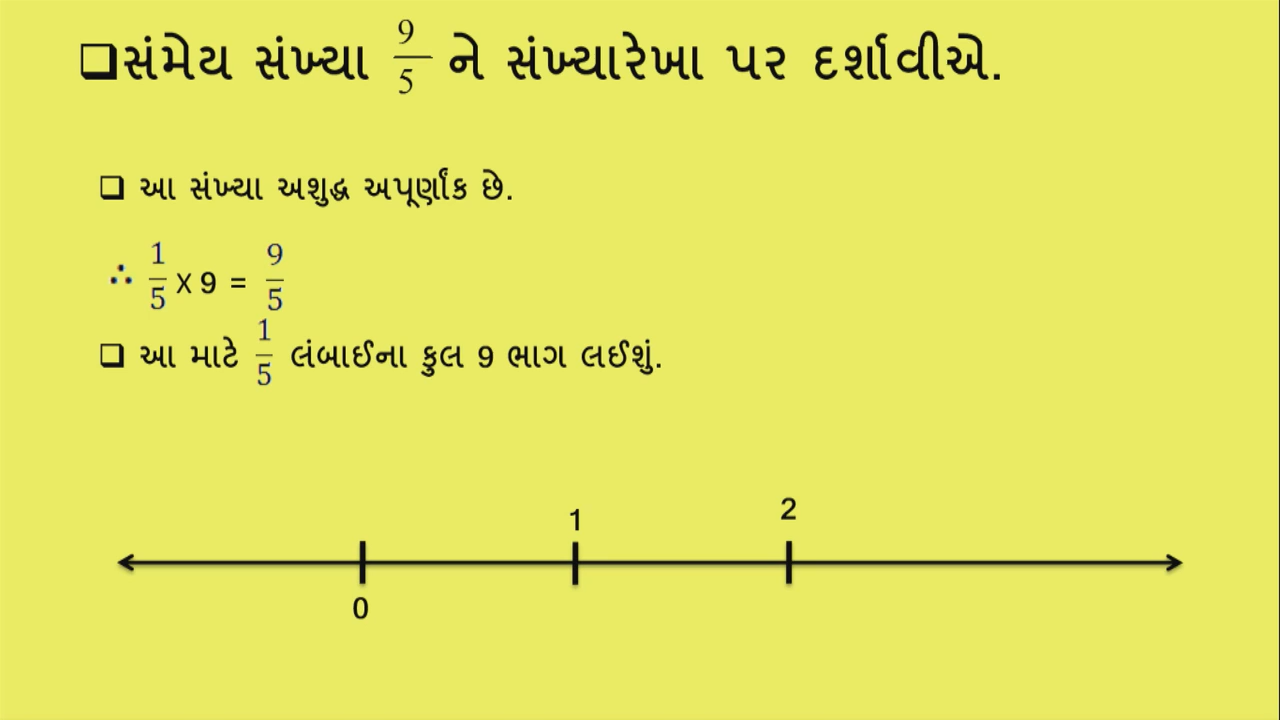 ❑સંમેય સંખ્યા 9/5 ને સંખ્યારેખા પર દર્શાવીએ.
❑ આ સંખ્યા અશુદ્ધ અપૂર્ણાંક છે.
∴ 1/5 X 9 = 9/5
❑ આ માટે 1/5 લંબાઈના કુલ 9 ભાગ લઈશું.
1 2
0